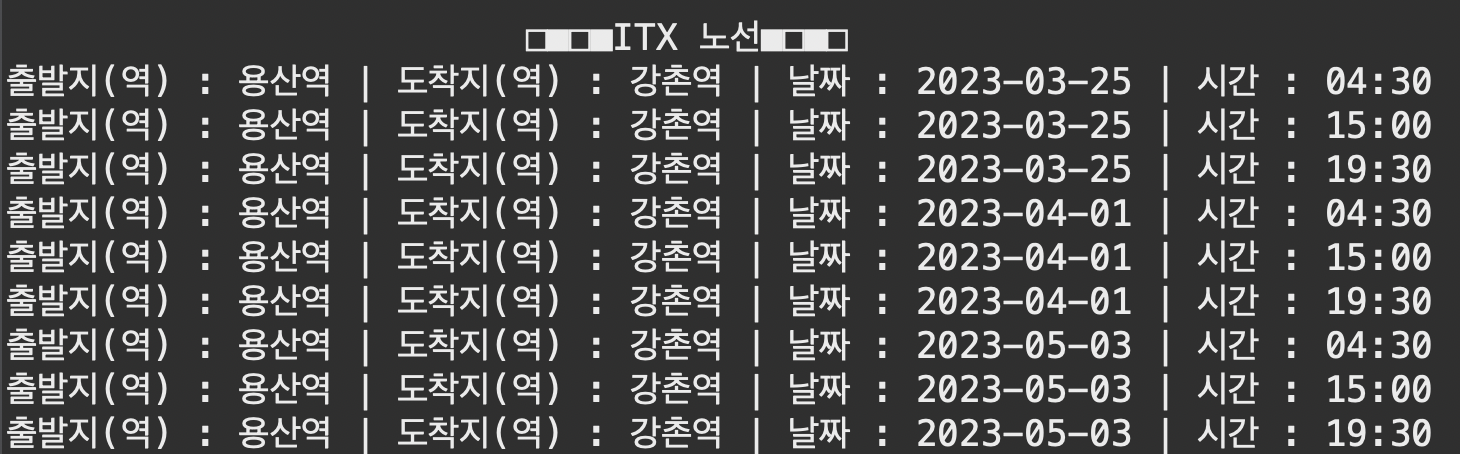 □■□■ITX 노선■□■□
출발지(역) : 용산역 | 도착지(역) : 강촌역 | 날짜 : 2023-03-25 | 시간 : 04:30
출발지(역) : 용산역 | 도착지(역) : 강촌역 | 날짜 : 2023-03-25 | 시간 : 15:00
출발지(역) : 용산역 | 도착지(역) : 강촌역 | 날짜 : 2023-03-25 | 시간 : 19:30
출발지(역) : 용산역 | 도착지(역) : 강촌역 | 날짜 : 2023-04-01 | 시간 : 04:30
출발지(역) : 용산역 | 도착지(역) : 강촌역 | 날짜 : 2023-04-01 | 시간 : 15:00
출발지(역) : 용산역 | 도착지(역) : 강촌역 | 날짜 : 2023-04-01 | 시간 : 19:30
출발지(역) : 용산역 | 도착지(역) : 강촌역 | 날짜 : 2023-05-03 | 시간 : 04:30
출발지(역) : 용산역 | 도착지(역) : 강촌역 | 날짜 : 2023-05-03 | 시간 : 15:00
출발지(역) : 용산역 | 도착지(역) : 강촌역 | 날짜 : 2023-05-03 | 시간 : 19:30